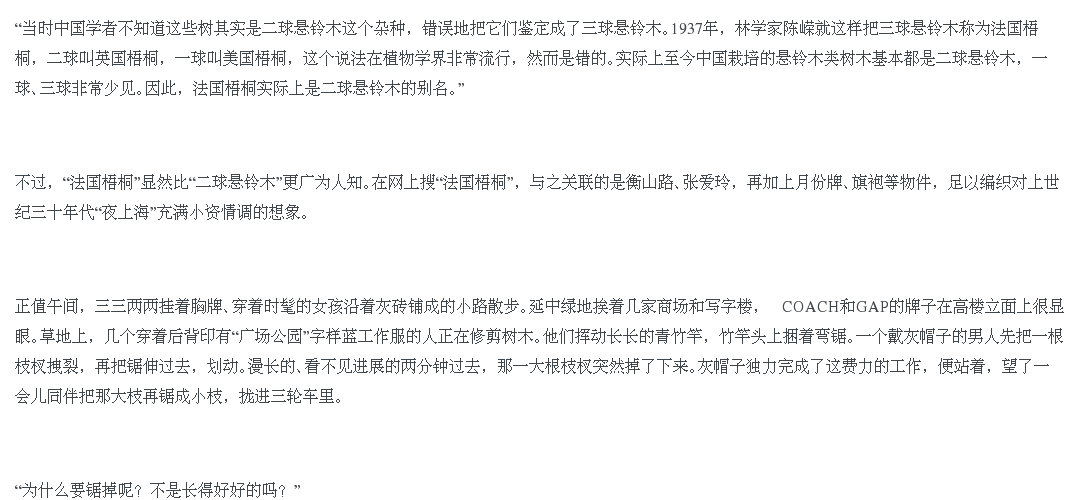 “当时中国学者不知道这些树其实是二球悬铃木这个杂种，错误地把它们鉴定成了三球悬铃木。1937年，林学家陈嵘就这样把三球悬铃木称为法国梧
桐，二球叫英国梧桐，一球叫美国梧桐，这个说法在植物学界非常流行，然而是错的。实际上至今中国栽培的悬铃木类树木基本都是二球悬铃木，一
球、三球非常少见。因此，法国梧桐实际上是二球悬铃木的别名。”
不过，“法国梧桐”显然比“二球悬铃木”更广为人知。在网上搜“法国梧桐”，与之关联的是衡山路、张爱玲，再加上月份牌、旗袍等物件，足以编织对上世
纪三十年代“夜上海”充满小资情调的想象。
正值午间，三三两两挂着胸牌、穿着时髦的女孩沿着灰砖铺成的小路散步。延中绿地挨着几家商场和写字楼， COACH和GAP的牌子在高楼立面上很显
眼。草地上，几个穿着后背印有“广场公园”字样蓝工作服的人正在修剪树木。他们挥动长长的青竹竿，竹竿头上捆着弯锯。一个戴灰帽子的男人先把一根
枝杈拽裂，再把锯伸过去，划动。漫长的、看不见进展的两分钟过去，那一大根枝杈突然掉了下来。灰帽子独力完成了这费力的工作，便站着，望了一
会儿同伴把那大枝再锯成小枝，拢进三轮车里。
“为什么要锯掉呢？不是长得好好的吗？”